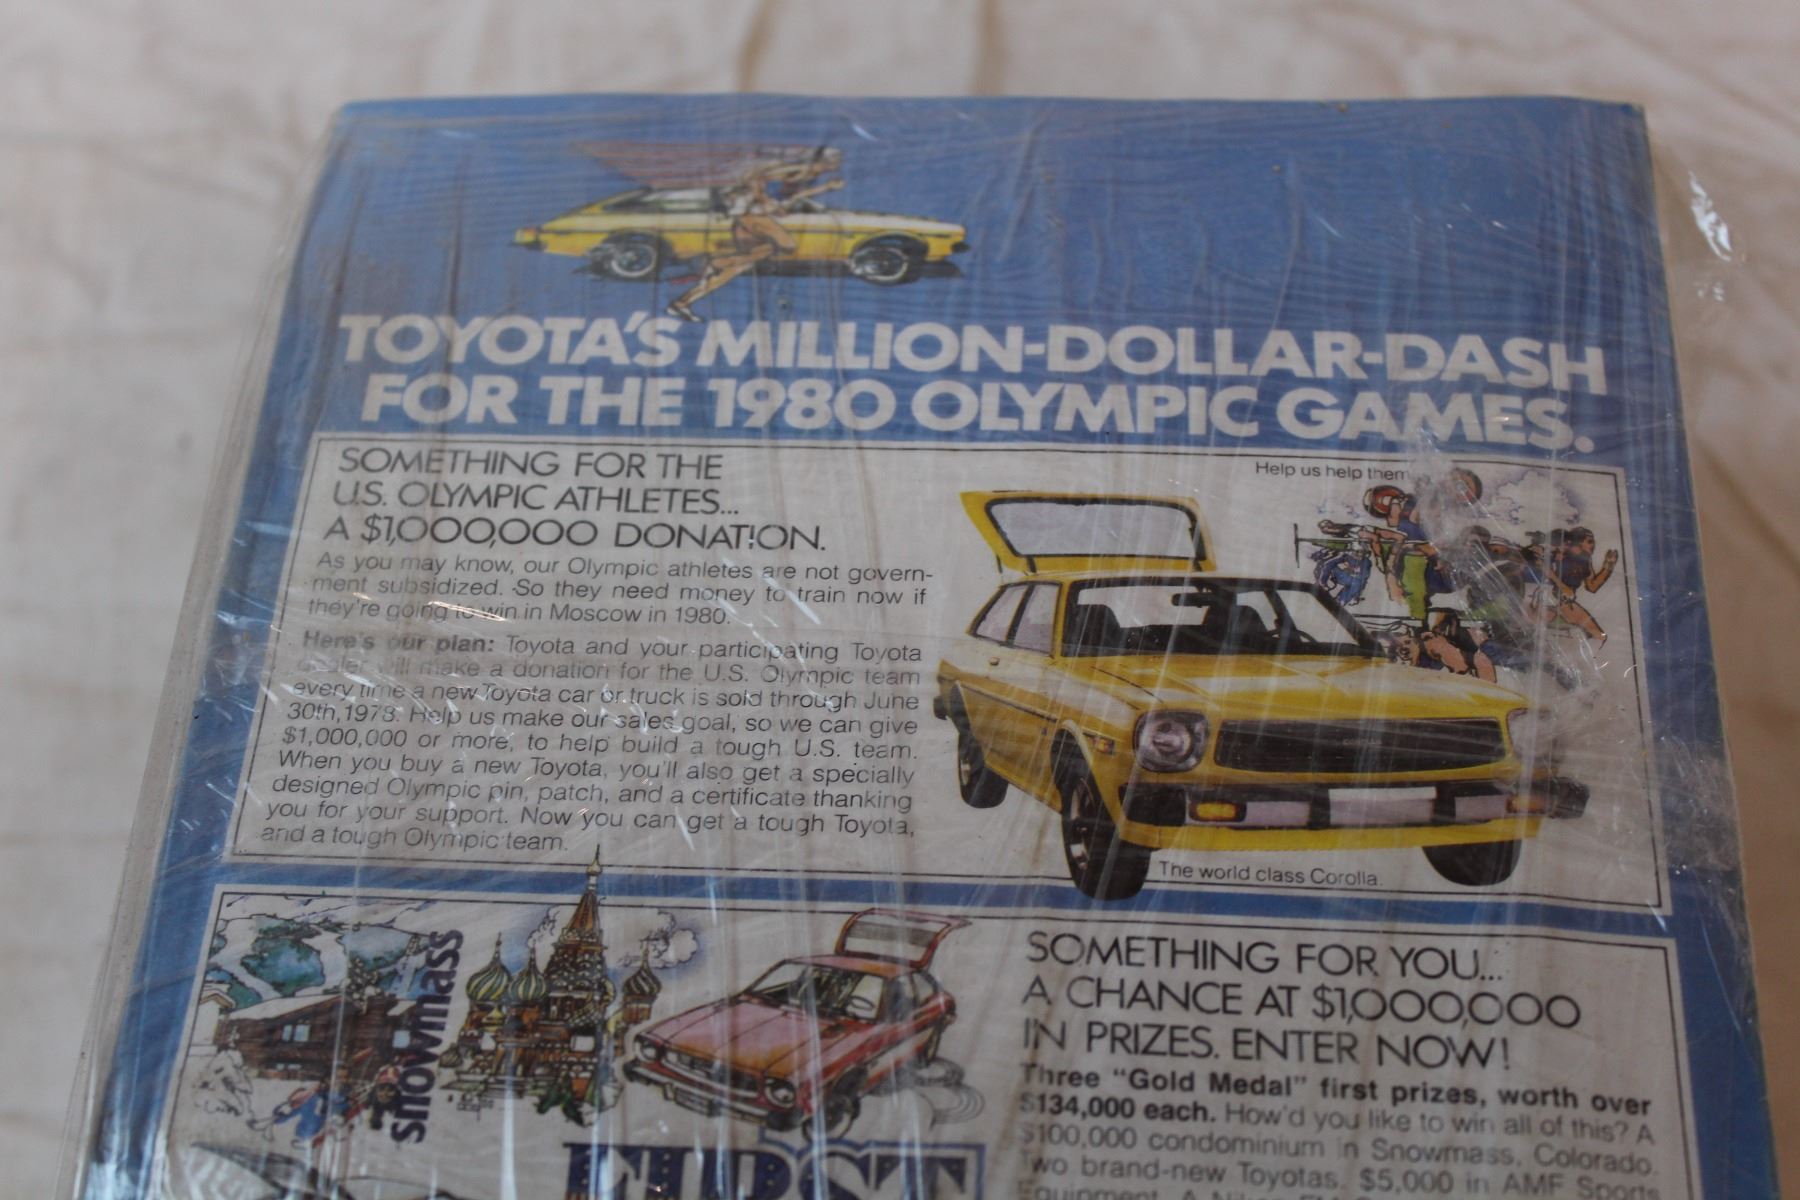 TOYOTA'S MILLION-DOLLAR-DASH
FOR THE 1980 OLYMPIC GAMES.
SOMETHING FOR THE
U.S. OLYMPIC ATHLETES...
A $1,000,000 DONATION.
As you may know, our Olympic athletes are not govern-
ment subsidized. So they need money to train now if
they're going to win in Moscow in 1980.
Here's our plan: Toyota and your participating Toyota
dealer will make a donation for the U.S. Olympic team
every time a new Toyota car or truck is sold through June
30th, 1978. Help us make our sales goal, so we can give
$1,000,000 or more, to help build a tough U.S. team.
When you buy a new Toyota, you'll also get a specially
designed Olympic pin, patch, and a certificate thanking
you for your support. Now you can get a tough Toyota,
and a tough Olympic team.
Help us help them
The world class Corolla.
snowmass
FIRST
SOMETHING FOR YOU...
A CHANCE AT $1,000,000
IN PRIZES. ENTER NOW!
Three "Gold Medal" first prizes, worth over
$134,000 each. How'd you like to win all of this? A
$100,000 condominium in Snowmass, Colorado.
Two brand-new Toyotas. $5,000 in AMF Sports
Equipment. A